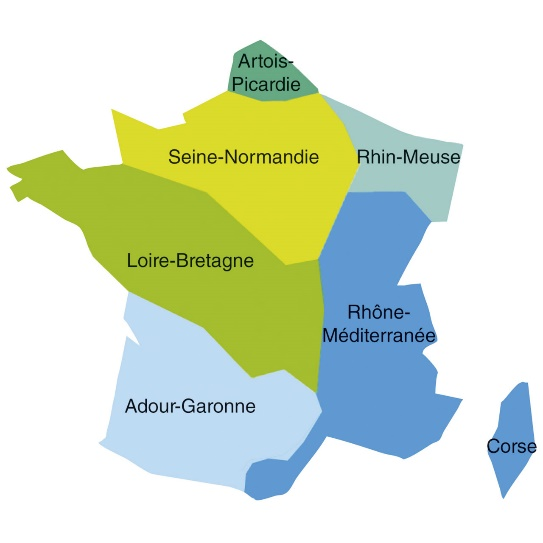 Artois-
Picardie
Seine-Normandie
Rhin-Meuse
Loire-Bretagne
Rhône-
Méditerranée
Adour-Garonne
Corse